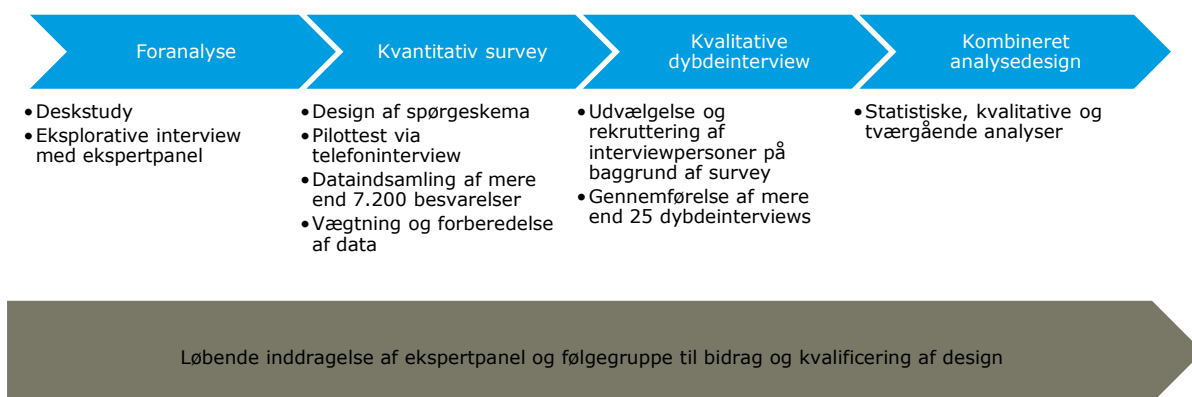 Foranalyse
Kvantitativ survey
Kvalitative
dybdeinterview
Kombineret
analysedesign
•Deskstudy
•Eksplorative interview
med ekspertpanel
•Design af spørgeskema
•Pilottest via
telefoninterview
•Dataindsamling af mere
end 7.200 besvarelser
•Vægtning og forberedelse
af data
•Udvælgelse og
rekruttering af
interviewpersoner på
baggrund af survey
•Gennemførelse af mere
end 25 dybdeinterviews
•Statistiske, kvalitative og
tværgående analyser
Løbende inddragelse af ekspertpanel og følgegruppe til bidrag og kvalificering af design